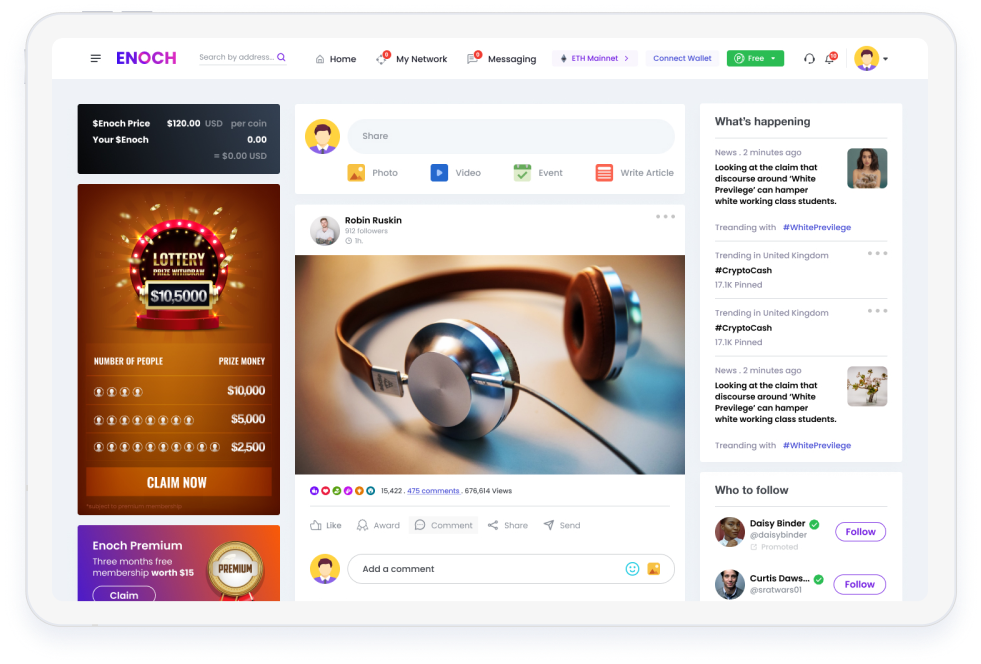 ENOCH
Search by address...
Home
My Network
Messaging
ETH Mainnet >
Connect Wallet
Free
$Enoch Price $120.00 USD per coin
Your $Enoch 0.00
= $0.00 USD
LOTTERY
PRIZE WITHDRAW
$10,5000
NUMBER OF PEOPLE PRIZE MONEY
$10,000
$5,000
$2,500
CLAIM NOW
*subject to premium membership
Enoch Premium
Three months free
membership worth $15
Claim
PREMIUM
Share
Photo
Video
Event
Write Article
Robin Ruskin
512 followers
1h.
15,422 . 475 comments . 676,614 Views
Like
Award
Comment
Share
Send
Add a comment
What's happening
News . 2 minutes ago
Looking at the claim that
discourse around ‘White
Previlege’ can hamper
white working class students.
Treanding with #WhitePrevilege
Trending in United Kingdom
#CryptoCash
17.1K Pinned
Trending in United Kingdom
#CryptoCash
17.1K Pinned
News . 2 minutes ago
Looking at the claim that
discourse around ‘White
Previlege’ can hamper
white working class students.
Treanding with #WhitePrevilege
Who to follow
Daisy Binder
@daisybinder
Promoted
Follow
Curtis Daws...
@sratwars01
Follow